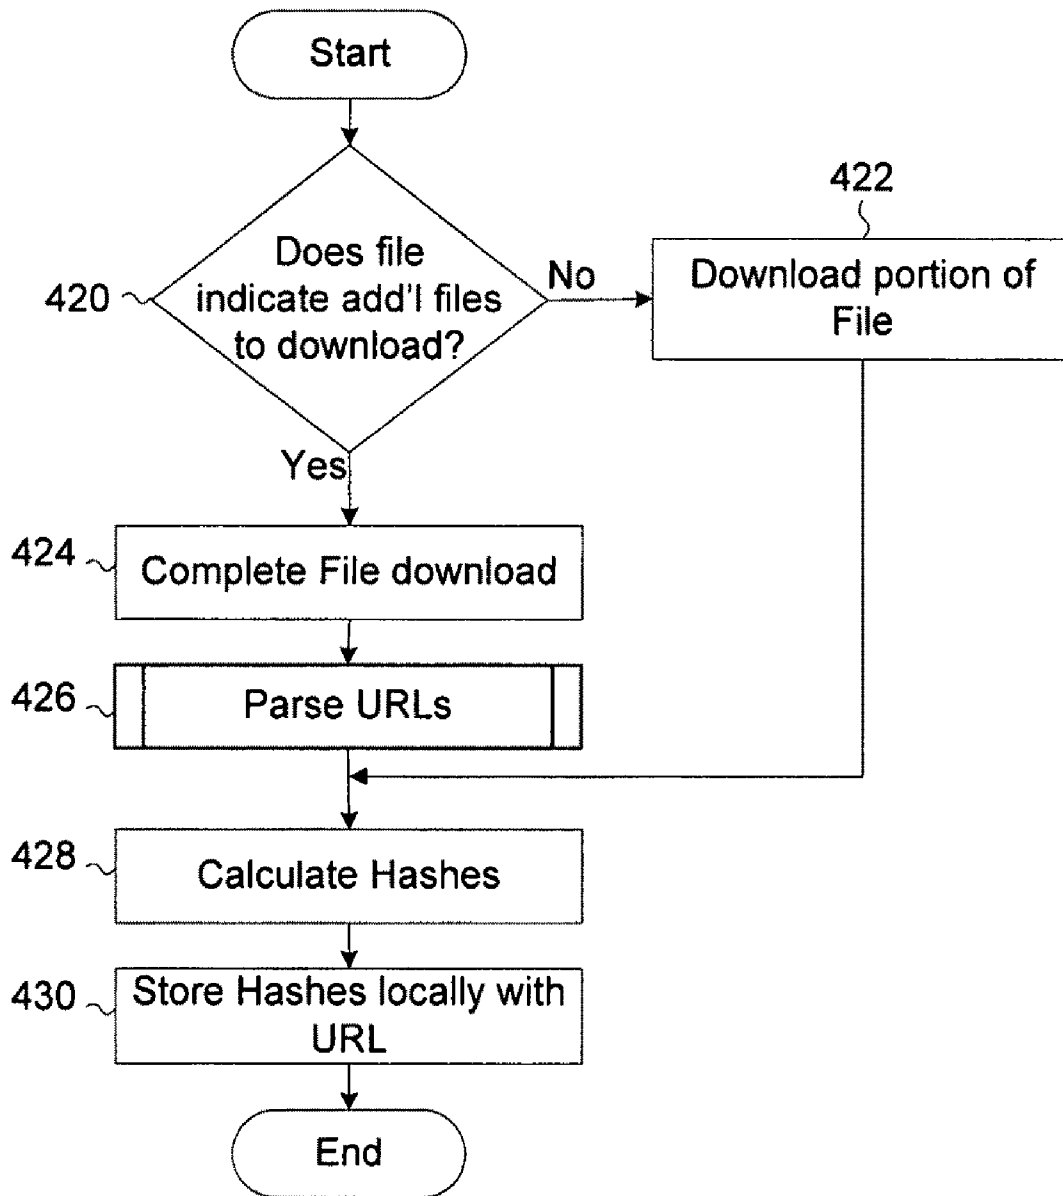 Start
422
Does file
indicate add'l files
to download?
420
No
Download portion of
File
Yes
424
Complete File download
426
Parse URLs
428
Calculate Hashes
430
Store Hashes locally with
URL
End